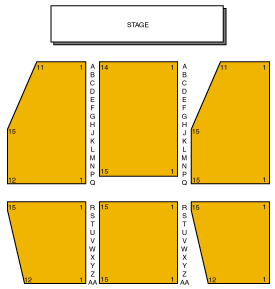 STAGE
11 1 A 14 1 A 11 1
B B
C C
D D
E E
F F
G G
H H
15 J J 15
K K
L L
M M
N N
15 1
P P
12 1 Q Q 15 1
15 1 R 15 1 R 15 1
S S
T T
U U
V V
W W
X X
Y Y
Z Z
12 1 AA 15 1 AA 12 1